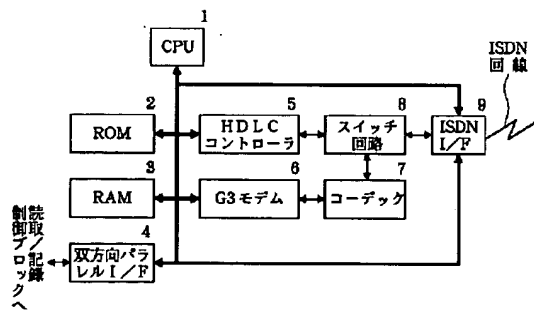 1
CPU
ISDN
回線
2
ROM
5
HDLC
コントローラ
8
スイッチ
回路
9
ISDN
I/F
3
RAM
6
G3モデム
7
コーデック
4
双方向パラ
レルI/F
読取/記録
制御ブロックへ